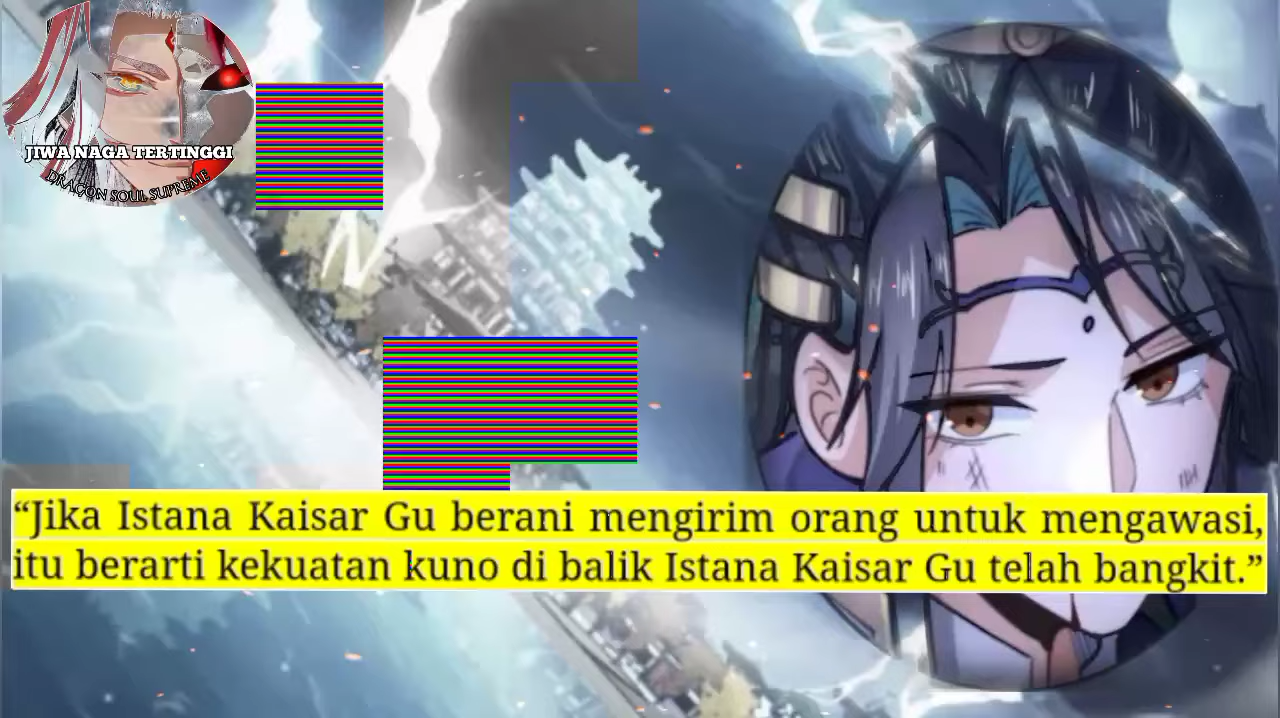 JIWA NAGA TERTINGGI
DRAGON SOUL SUPREME
“Jika Istana Kaisar Gu berani mengirim orang untuk mengawasi,
itu berarti kekuatan kuno di balik Istana Kaisar Gu telah bangkit.”